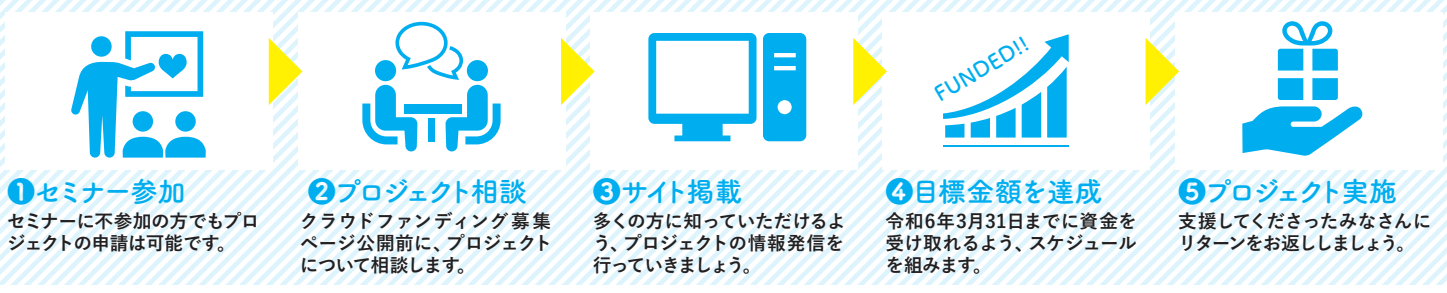 FUNDED!!
❶セミナー参加
セミナーに不参加の方でもプロ
ジェクトの申請は可能です。
❷プロジェクト相談
クラウドファンディング募集
ページ公開前に、プロジェクト
について相談します。
❸サイト掲載
多くの方に知っていただけるよ
う、プロジェクトの情報発信を
行っていきましょう。
❹目標金額を達成
令和6年3月31日までに資金を
受け取れるよう、スケジュール
を組みます。
❺プロジェクト実施
支援してくださったみなさんに
リターンをお返ししましょう。